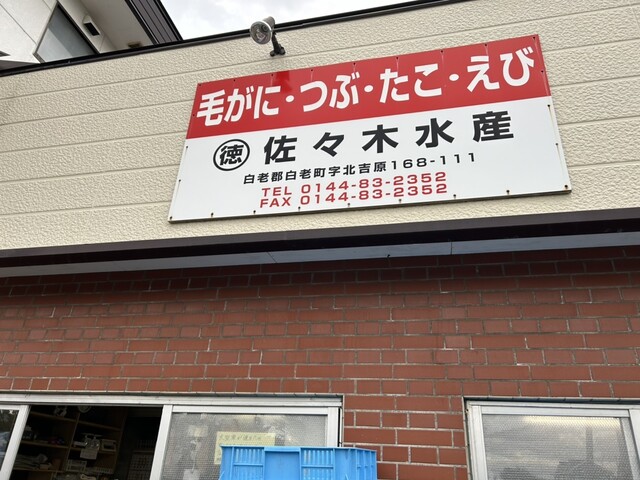 毛がに・つぶ・たこ・えび
徳 佐々木水産
白老郡白老町字北吉原168-111
TEL 0144-83-2352
FAX 0144-83-2352